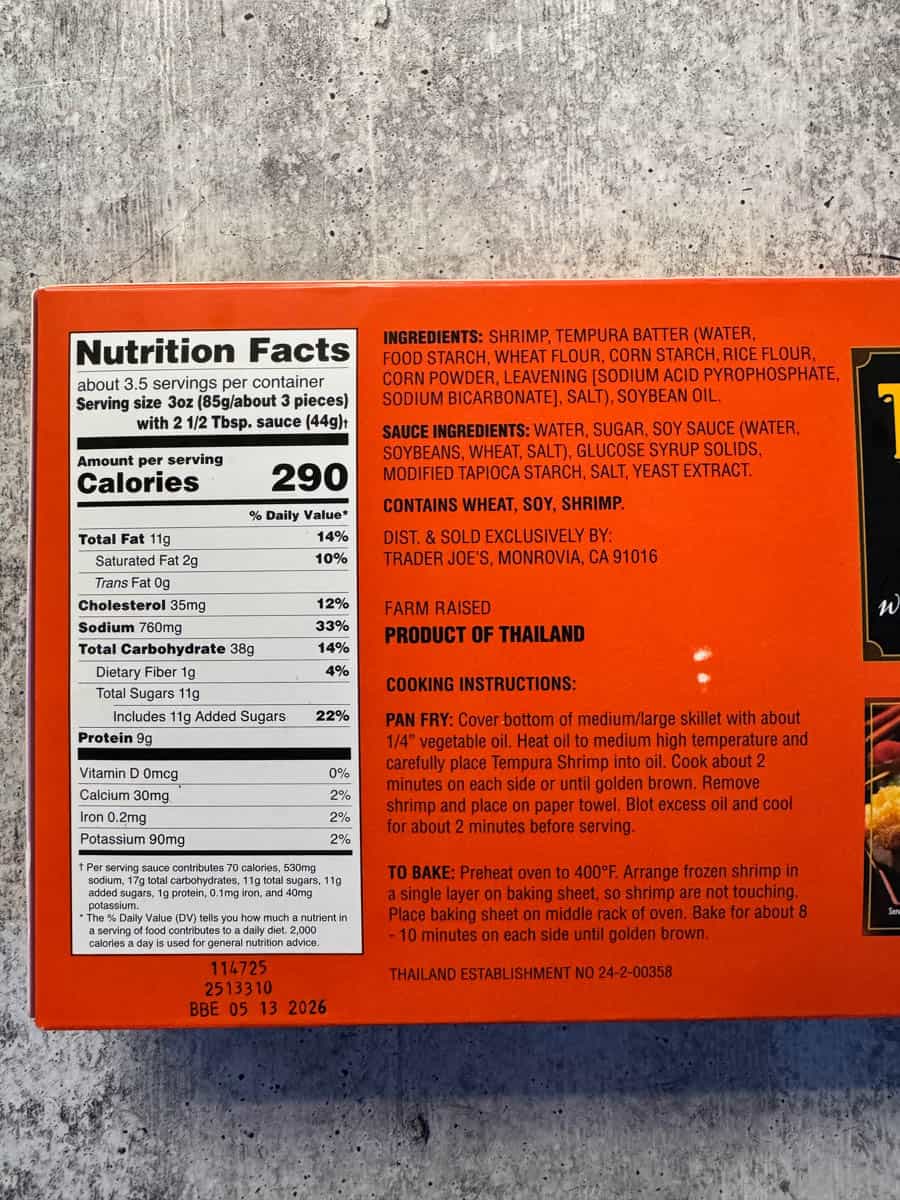 Nutrition Facts
about 3.5 servings per container
Serving size 3oz (85g/about 3 pieces)
with 2 1/2 Tbsp. sauce (44g)†
Amount per serving
Calories 290
% Daily Value*
Total Fat 11g 14%
Saturated Fat 2g 10%
Trans Fat 0g
Cholesterol 35mg 12%
Sodium 760mg 33%
Total Carbohydrate 38g 14%
Dietary Fiber 1g 4%
Total Sugars 11g
Includes 11g Added Sugars 22%
Protein 9g
Vitamin D 0mcg 0%
Calcium 30mg 2%
Iron 0.2mg 2%
Potassium 90mg 2%
† Per serving sauce contributes 70 calories, 530mg
sodium, 17g total carbohydrates, 11g total sugars, 11g
added sugars, 1g protein, 0.1mg iron, and 40mg
potassium.
* The % Daily Value (DV) tells you how much a nutrient in
a serving of food contributes to a daily diet. 2,000
calories a day is used for general nutrition advice.
114725
2513310
BBE 05 13 2026
INGREDIENTS: SHRIMP, TEMPURA BATTER (WATER,
FOOD STARCH, WHEAT FLOUR, CORN STARCH, RICE FLOUR,
CORN POWDER, LEAVENING [SODIUM ACID PYROPHOSPHATE,
SODIUM BICARBONATE], SALT), SOYBEAN OIL.
SAUCE INGREDIENTS: WATER, SUGAR, SOY SAUCE (WATER,
SOYBEANS, WHEAT, SALT), GLUCOSE SYRUP SOLIDS,
MODIFIED TAPIOCA STARCH, SALT, YEAST EXTRACT.
CONTAINS WHEAT, SOY, SHRIMP.
DIST. & SOLD EXCLUSIVELY BY:
TRADER JOE'S, MONROVIA, CA 91016
FARM RAISED
PRODUCT OF THAILAND
COOKING INSTRUCTIONS:
PAN FRY: Cover bottom of medium/large skillet with about
1/4" vegetable oil. Heat oil to medium high temperature and
carefully place Tempura Shrimp into oil. Cook about 2
minutes on each side or until golden brown. Remove
shrimp and place on paper towel. Blot excess oil and cool
for about 2 minutes before serving.
TO BAKE: Preheat oven to 400°F. Arrange frozen shrimp in
a single layer on baking sheet, so shrimp are not touching.
Place baking sheet on middle rack of oven. Bake for about 8
- 10 minutes on each side until golden brown.
THAILAND ESTABLISHMENT NO 24-2-00358